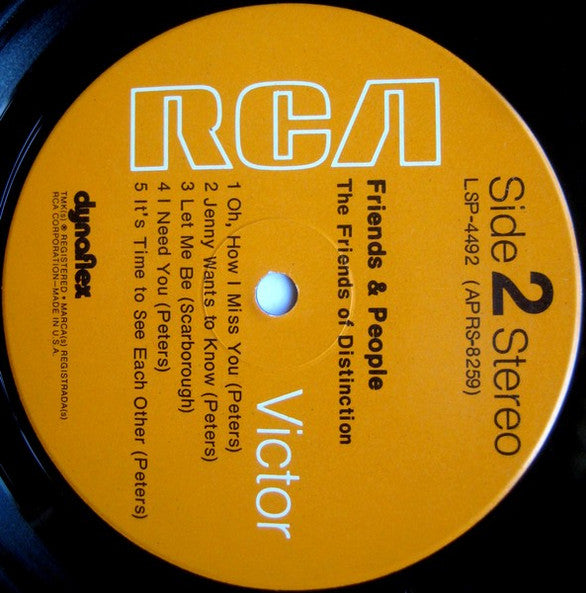 RCA
Victor
Side 2 Stereo
LSP-4492 (APRS-8259)
Friends & People
The Friends of Distinction
1 Oh, How I Miss You (Peters)
2 Jenny Wants to Know (Peters)
3 Let Me Be (Scarborough)
4 I Need You (Peters)
5 It's Time to See Each Other (Peters)
dynaflex
TMK(s) ® REGISTERED • MARCA(s) REGISTRADA(s)
RCA CORPORATION—MADE IN U.S.A.